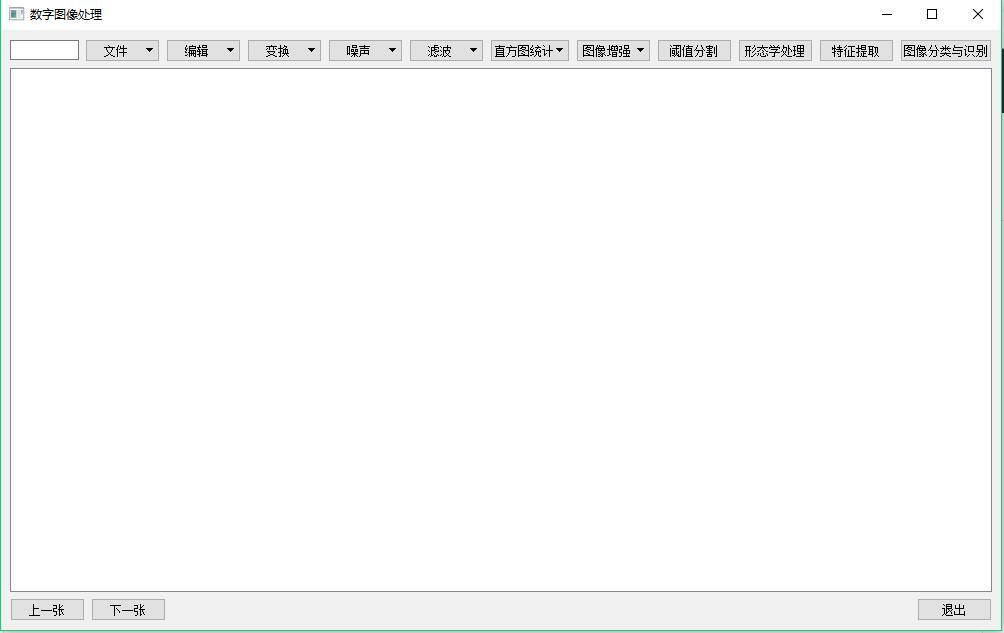 数字图像处理
文件 编辑 变换 噪声 滤波 直方图统计 图像增强 阈值分割 形态学处理 特征提取 图像分类与识别
上一张 下一张 退出